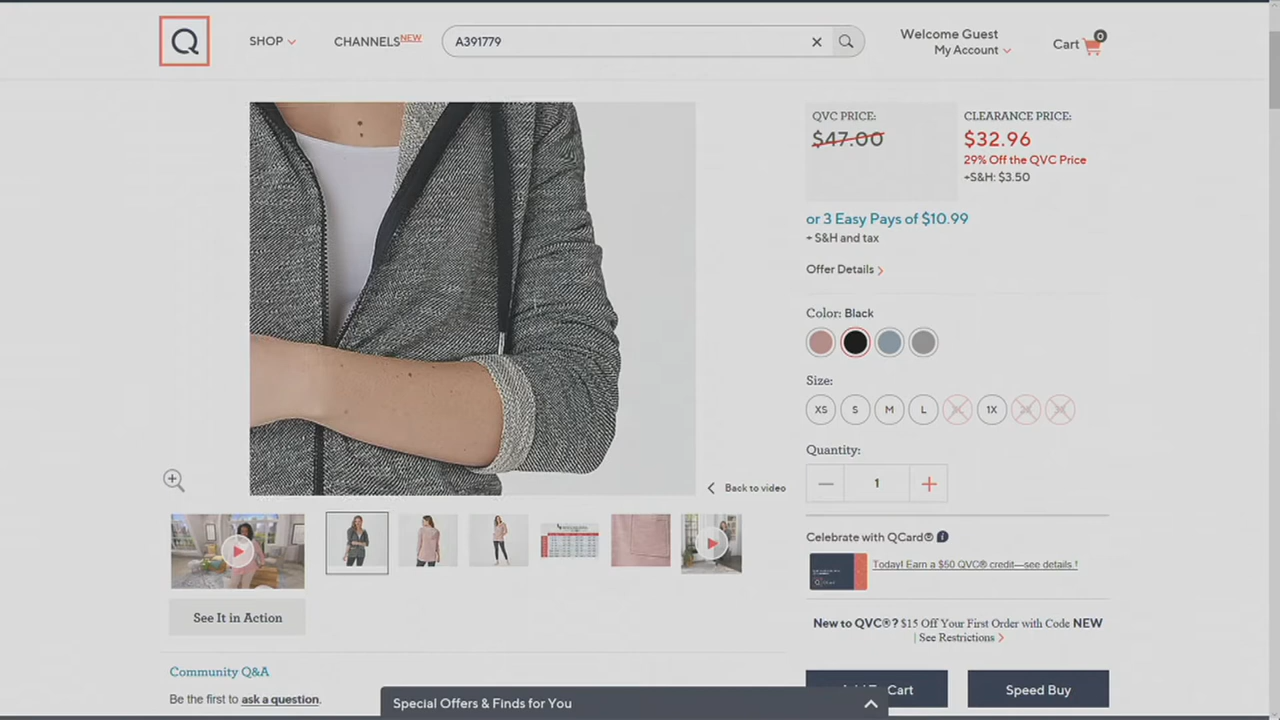 Q
SHOP
CHANNELS NEW
A391779
Welcome Guest
My Account
Cart
0
QVC PRICE:
$47.00
CLEARANCE PRICE:
$32.96
29% Off the QVC Price
+S&H: $3.50
or 3 Easy Pays of $10.99
+ S&H and tax
Offer Details
Color: Black
Size:
XS S M L 1X
Quantity:
1
Back to video
See It in Action
Celebrate with QCard®
Today! Earn a $50 QVC® credit—see details !
New to QVC®? $15 Off Your First Order with Code NEW
| See Restrictions
Community Q&A
Be the first to ask a question.
Special Offers & Finds for You
Cart
Speed Buy